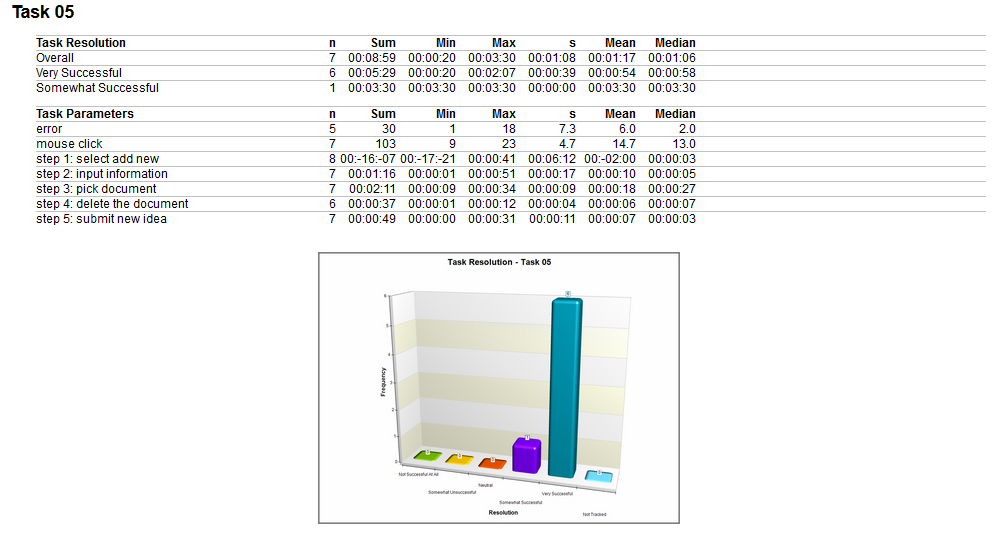 Task 05
Task Resolution n Sum Min Max s Mean Median
Overall 7 00:08:59 00:00:20 00:03:30 00:01:08 00:01:17 00:01:06
Very Successful 6 00:05:29 00:00:20 00:02:07 00:00:39 00:00:54 00:00:58
Somewhat Successful 1 00:03:30 00:03:30 00:03:30 00:00:00 00:03:30 00:03:30
Task Parameters n Sum Min Max s Mean Median
error 5 30 1 18 7.3 6.0 2.0
mouse click 7 103 9 23 4.7 14.7 13.0
step 1: select add new 8 00:-16:-07 00:-17:-21 00:00:41 00:06:12 00:-02:00 00:00:03
step 2: input information 7 00:01:16 00:00:01 00:00:51 00:00:17 00:00:10 00:00:05
step 3: pick document 7 00:02:11 00:00:09 00:00:34 00:00:09 00:00:18 00:00:27
step 4: delete the document 6 00:00:37 00:00:01 00:00:12 00:00:04 00:00:06 00:00:07
step 5: submit new idea 7 00:00:49 00:00:00 00:00:31 00:00:11 00:00:07 00:00:03
Task Resolution - Task 05
6
5
4
3
2
1
0
Frequency
Not Successful At All
Somewhat Unsuccessful
Neutral
Somewhat Successful
Very Successful
Not Tracked
Resolution